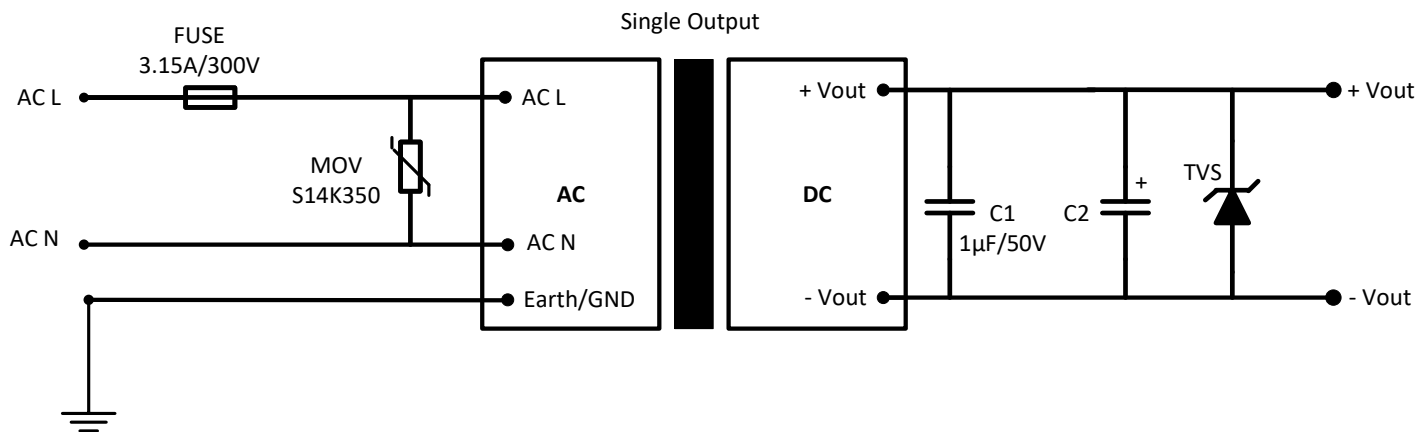 Single Output
FUSE
3.15A/300V
AC L
AC L
+ Vout
+ Vout
MOV
S14K350
AC
DC
C1
1µF/50V
C2
+
TVS
AC N
AC N
Earth/GND
- Vout
- Vout